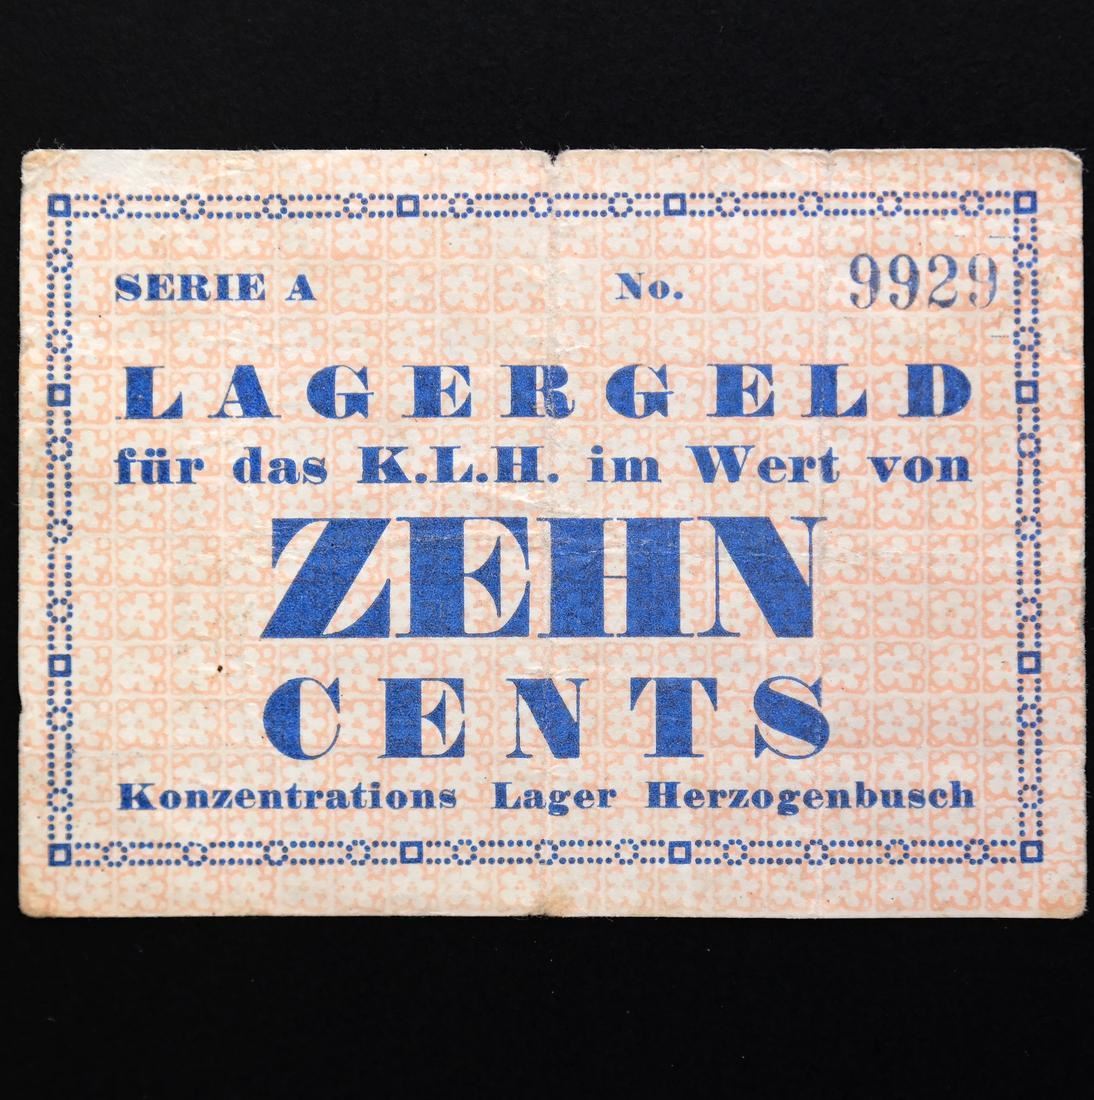 SERIE A No. 9929
LAGERGELD
für das K.L.H. im Wert von
ZEHN
CENTS
Konzentrations Lager Herzogenbusch